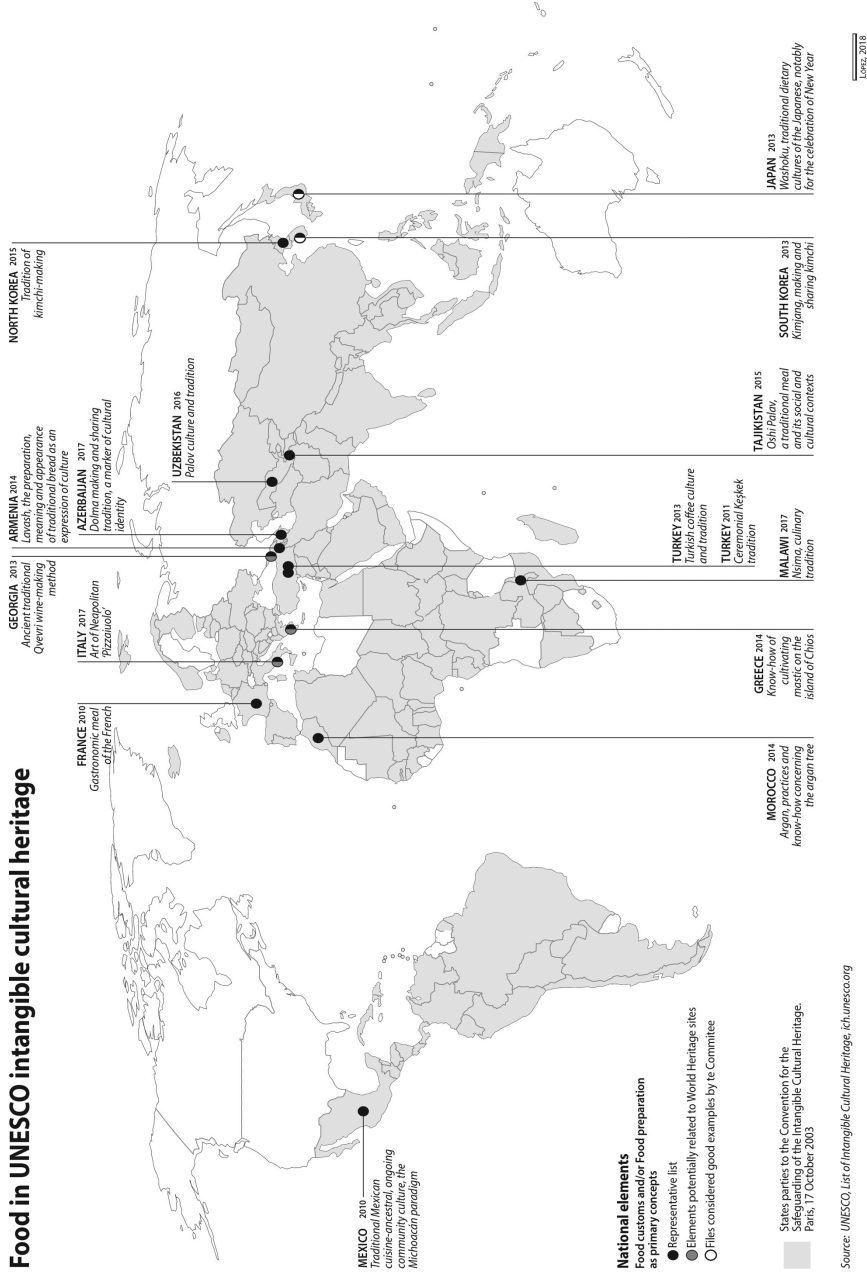 Food in UNESCO intangible cultural heritage
MEXICO 2010
Traditional Mexican
cuisine-ancestral, ongoing
community culture, the
Michoacán paradigm
FRANCE 2010
Gastronomic meal
of the French
ITALY 2017
Art of Neapolitan
'Pizzaiuolo'
GEORGIA 2013
Ancient traditional
Qvevri wine-making
method
ARMENIA 2014
Lavash, the preparation,
meaning and appearance
of traditional bread as an
expression of culture
AZERBAIJAN 2017
Dolma making and sharing
tradition, a marker of cultural
identity
UZBEKISTAN 2016
Palov culture and tradition
NORTH KOREA 2015
Tradition of
kimchi-making
MOROCCO 2014
Argan, practices and
know-how concerning
the argan tree
GREECE 2014
Know-how of
cultivating
mastic on the
island of Chios
TURKEY 2013
Turkish coffee culture
and tradition
TURKEY 2011
Ceremonial Keşkek
tradition
MALAWI 2017
Nsima, culinary
tradition
TAJIKISTAN 2015
Oshi Palav,
a traditional meal
and its social and
cultural contexts
SOUTH KOREA 2013
Kimjang, making and
sharing kimchi
JAPAN 2013
Washoku, traditional dietary
cultures of the Japanese, notably
for the celebration of New Year
National elements
Food customs and/or Food preparation
as primary concepts
Representative list
Elements potentially related to World Heritage sites
Files considered good examples by te Commitee
States parties to the Convention for the
Safeguarding of the Intangible Cultural Heritage.
Paris, 17 October 2003
Source: UNESCO, List of Intangible Cultural Heritage, ich.unesco.org
LOPEZ, 2018